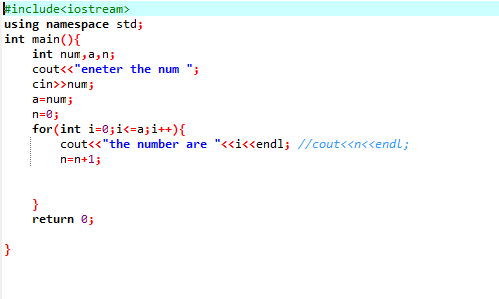 #include<iostream>
using namespace std;
int main(){
    int num,a,n;
    cout<<"eneter the num ";
    cin>>num;
    a=num;
    n=0;
    for(int i=0;i<=a;i++){
        cout<<"the number are "<<i<<endl; //cout<<n<<endl;
        n=n+1;
    }
    return 0;
}